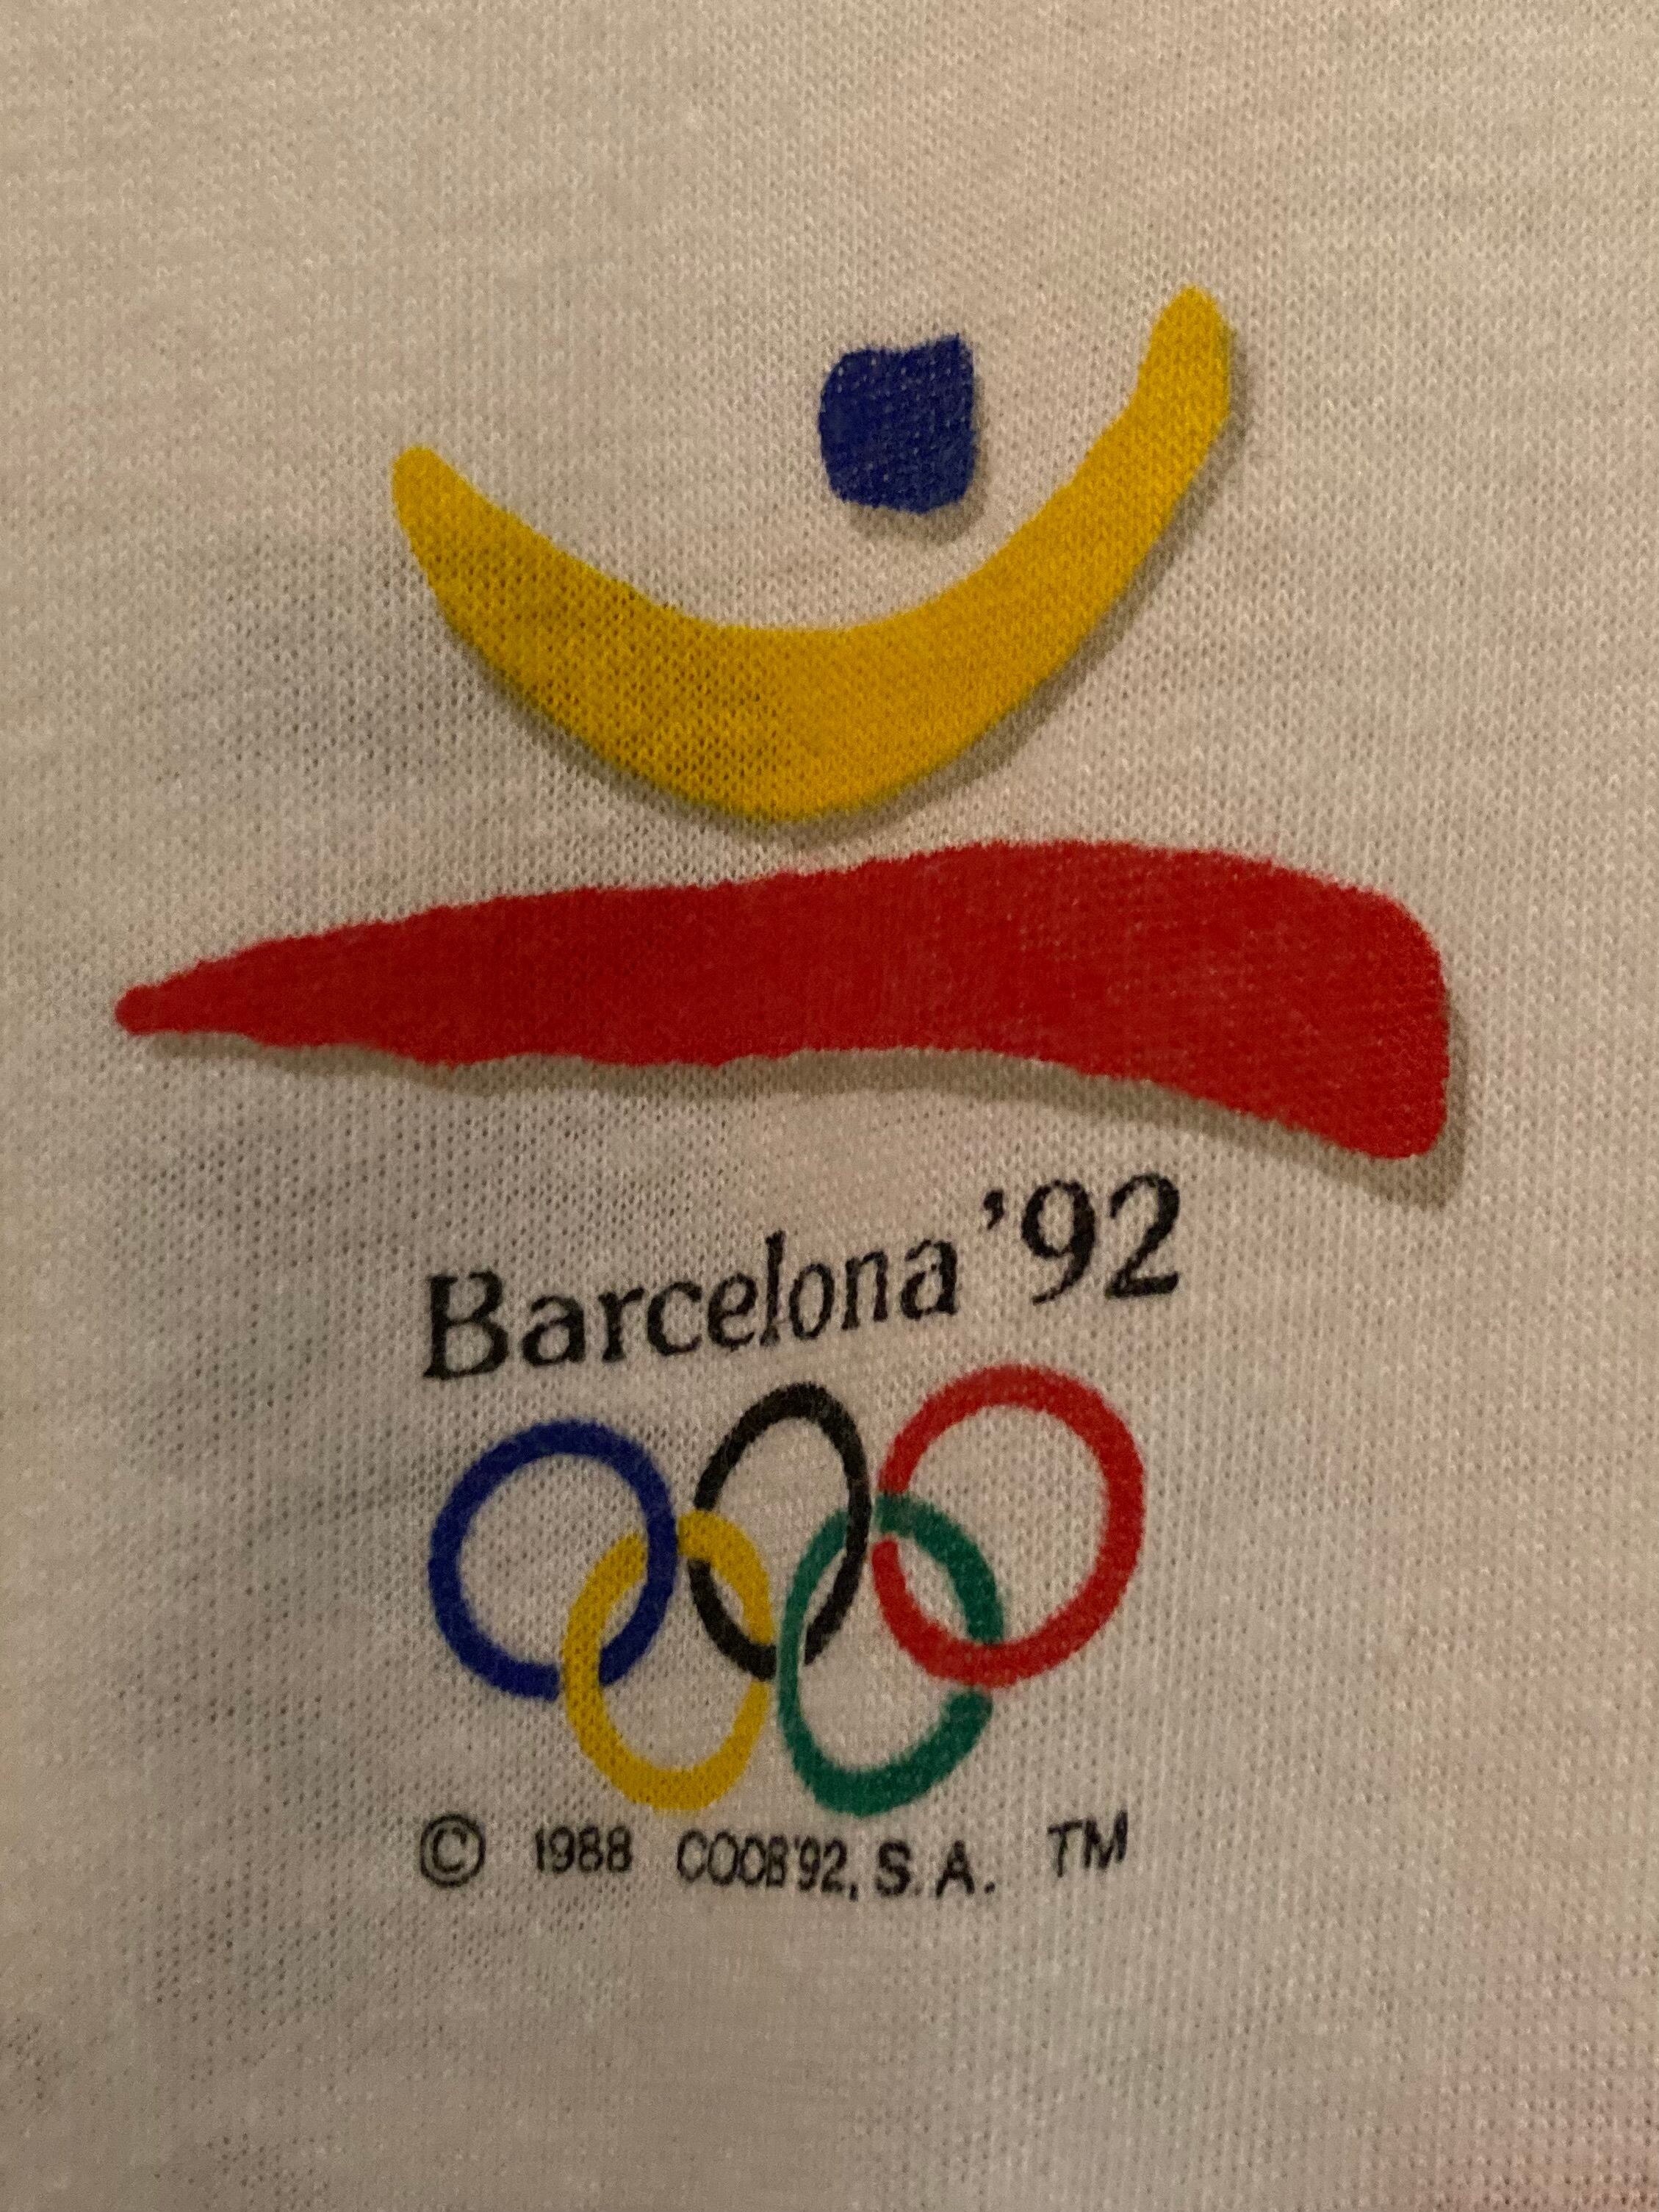 Barcelona '92
© 1988 COOB'92, S.A. TM